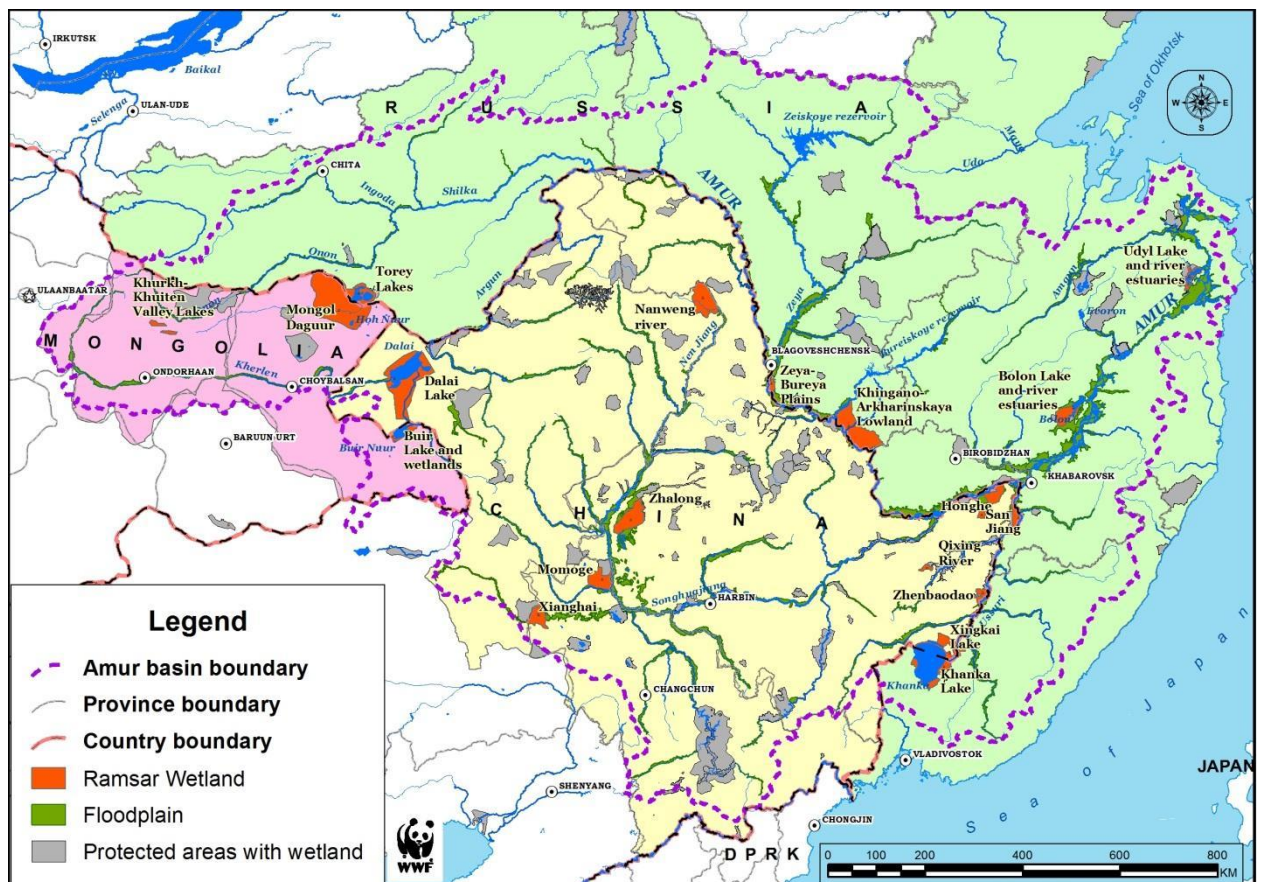 IRKUTSK
Baikal
Selenga
ULAN-UDE
R U S S I A
Zeiskoye rezervoir
Sea of Okhotsk
N
W E
S
Maya
Uda
CHITA
Ingoda
Shilka
AMUR
Onon
Argun
Torey
Lakes
ULAANBAATAR
Khurkh-
Khuiten
Valley Lakes
Mongol
Daguur
Hoh Nuur
Nanweng
river
Nen Jiang
Zeya
Bureiskoye rezervoir
Amgun
Evoron
Udyl Lake
and river
estuaries
AMUR
M O N G O L I A
ONDORHAAN
Kherlen
CHOYBALSAN
Dalai
Dalai
Lake
BLAGOVESHCHENSK
Zeya-
Bureya
Plains
Khingano-
Arkharinskaya
Lowland
Bolon Lake
and river
estuaries
Bolon
BARUUN-URT
Buir Nuur
Buir
Lake and
wetlands
BIROBIDZHAN
KHABAROVSK
C H I N A
Zhalong
Honghe
San
Jiang
Qixing
River
Momoge
Songhuajiang
HARBIN
Zhenbaodao
Ussuri
Xianghai
Xingkai
Lake
Khanka
Khanka
Lake
CHANGCHUN
VLADIVOSTOK
SHENYANG
CHONGJIN
D P R K
Sea of Japan
JAPAN
Legend
Amur basin boundary
Province boundary
Country boundary
Ramsar Wetland
Floodplain
Protected areas with wetland
WWF
0 100 200 400 600 800
KM